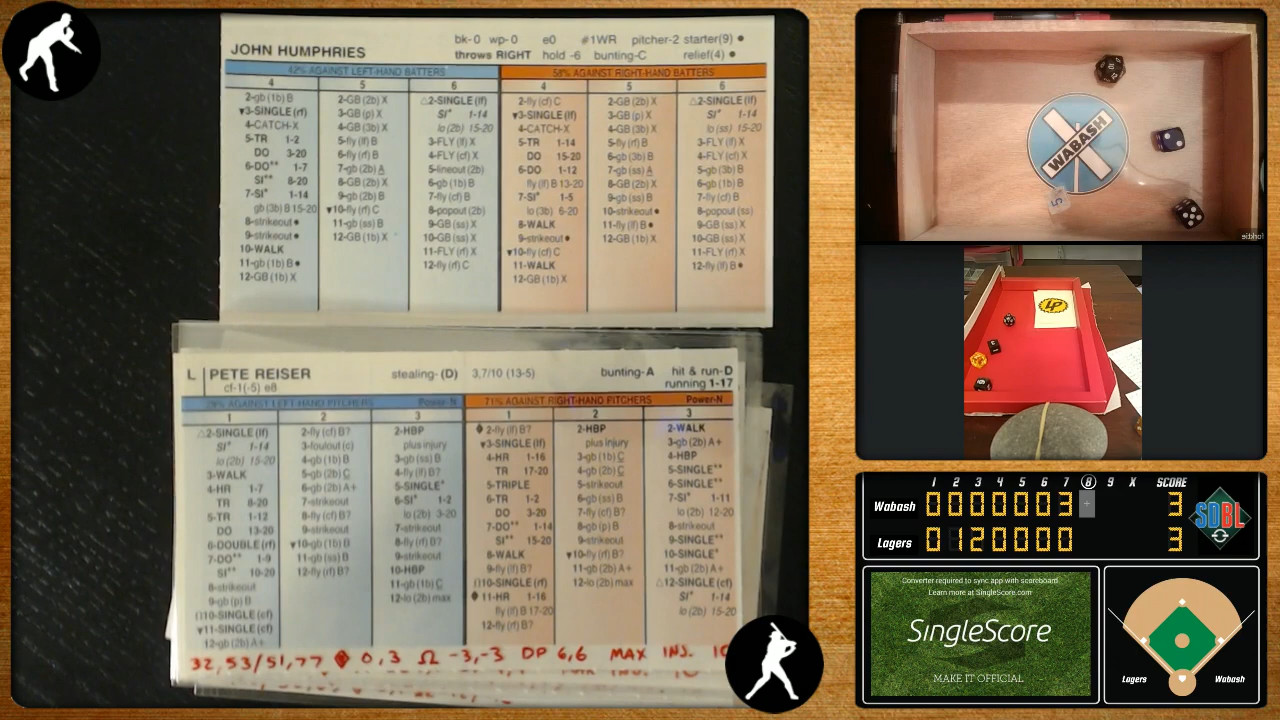 JOHN HUMPHRIES
bk-0 wp-0 e0 #1WR pitcher-2 starter(9) ●
throws RIGHT hold -6 bunting-C relief(4) ●
42% AGAINST LEFT-HAND BATTERS
58% AGAINST RIGHT-HAND BATTERS
4 5 6 4 5 6
2-gb (1b) B
▼3-SINGLE (rf)
4-CATCH-X
5-TR 1-2
DO 3-20
6-DO** 1-7
SI** 8-20
7-SI* 1-14
gb (3b) B 15-20
8-strikeout ●
9-strikeout ●
10-WALK
11-gb (1b) B ●
12-GB (1b) X
2-GB (2b) X
3-GB (p) X
4-GB (3b) X
5-fly (lf) B
6-fly (rf) B
7-gb (2b) A
8-GB (2b) X
9-gb (2b) B
▼10-fly (rf) C
11-gb (ss) B
12-GB (1b) X
△2-SINGLE (lf)
SI* 1-14
lo (2b) 15-20
3-FLY (lf) X
4-FLY (cf) X
5-lineout (2b)
6-gb (1b) B
7-fly (cf) B
8-popout (2b)
9-GB (ss) X
10-GB (ss) X
11-FLY (rf) X
12-fly (rf) C
2-fly (cf) C
▼3-SINGLE (lf)
4-CATCH-X
5-TR 1-14
DO 15-20
6-DO 1-12
fly (lf) B 13-20
7-SI* 1-5
lo (3b) 6-20
8-WALK
9-strikeout ●
▼10-fly (cf) C
11-WALK
12-GB (1b) X
2-GB (2b) X
3-GB (p) X
4-GB (3b) X
5-fly (rf) B
6-gb (3b) B
7-gb (ss) A
8-GB (2b) X
9-gb (ss) B
10-strikeout ●
11-fly (lf) B ●
12-GB (1b) X
△2-SINGLE (lf)
SI* 1-14
lo (ss) 15-20
3-FLY (lf) X
4-FLY (cf) X
5-gb (3b) B
6-gb (1b) B
7-fly (cf) B
8-popout (ss)
9-GB (ss) X
10-GB (ss) X
11-FLY (rf) X
12-fly (lf) B ●
L PETE REISER stealing- (D) 3,7/10 (13-5) bunting-A hit & run-D
cf-1(-5) e8 running 1-17
AGAINST LEFT-HAND PITCHERS Power-N
71% AGAINST RIGHT-HAND PITCHERS Power-N
1 2 3 1 2 3
△2-SINGLE (lf)
SI* 1-14
lo (2b) 15-20
3-WALK
4-HR 1-7
TR 8-20
5-TR 1-12
DO 13-20
6-DOUBLE (rf)
7-DO** 1-9
SI** 10-20
8-strikeout
9-gb (p) B
10-SINGLE (cf)
▼11-SINGLE (cf)
12-gb (2b) A+
2-fly (cf) B?
3-foulout (c)
4-gb (1b) B
5-gb (2b) C
6-gb (2b) A+
7-strikeout
8-fly (cf) B?
9-strikeout
▼10-gb (1b) B
11-gb (ss) B
12-fly (lf) B?
2-HBP
plus injury
3-gb (ss) B
4-fly (lf) B?
5-SINGLE*
6-SI* 1-2
lo (2b) 3-20
7-strikeout
8-fly (rf) B?
9-strikeout
10-HBP
11-gb (1b) C
12-lo (2b) max
♦2-fly (lf) B?
▼3-SINGLE (lf)
4-HR 1-16
TR 17-20
5-TRIPLE
6-TR 1-2
DO 3-20
7-DO** 1-14
SI** 15-20
8-WALK
9-fly (lf) B?
10-SINGLE (rf)
♦11-HR 1-16
fly (lf) B 17-20
12-fly (rf) B?
2-HBP
plus injury
3-gb (1b) C
4-gb (2b) C
5-strikeout
6-gb (ss) B
7-fly (cf) B?
8-strikeout
9-gb (p) B
▼10-fly (rf) B?
11-gb (2b) A+
12-lo (2b) max
2-WALK
3-gb (2b) A+
4-HBP
5-SINGLE**
6-SINGLE**
7-SI* 1-11
lo (2b) 12-20
8-strikeout
9-SINGLE**
10-SINGLE*
11-gb (2b) A+
△12-SINGLE (cf)
SI* 1-14
lo (2b) 15-20
32,53/51,77 ♦ 0,3 Ω -3,-3 DP 6,6 MAX INS. 10
WABASH
5
LP
1 2 3 4 5 6 7 8 9 X SCORE
Wabash 0 0 0 0 0 0 3 + 3
Lagers 0 1 2 0 0 0 0 3
SDBL
Converter required to sync app with scoreboard
Learn more at SingleScore.com
SINGLESCORE
MAKE IT OFFICIAL
Lagers Wabash